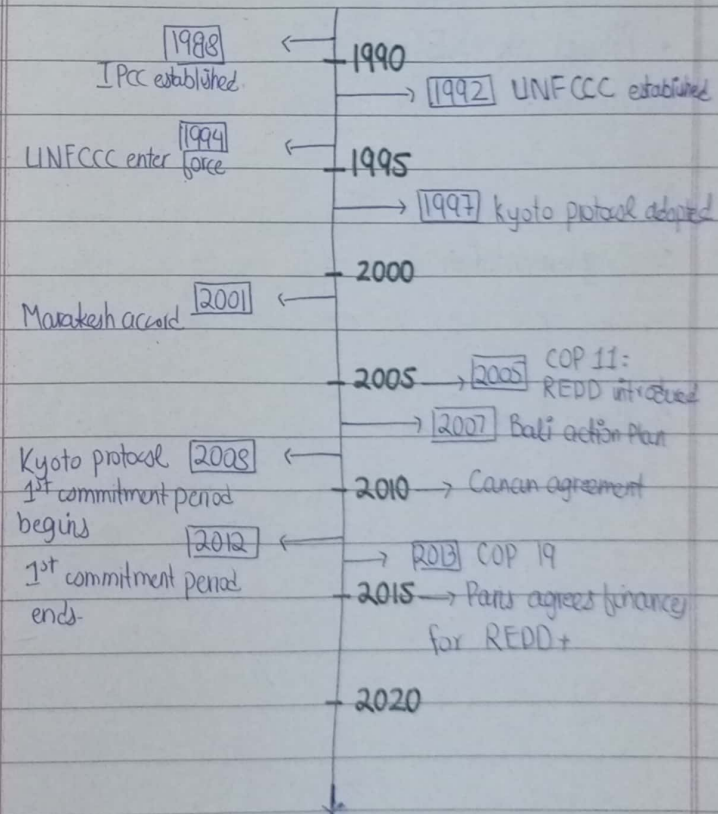 1988
IPCC established
1990
1992 UNFCCC established
1994
UNFCCC enter force
1995
1997 Kyoto protocol adopted
2000
2001
Marakesh accord
2005 → 2005 COP 11:
REDD introduced
2007 Bali action Plan
Kyoto protocol 2008
1st commitment period
begins
2010 → Cancun agreement
2012
1st commitment period
ends.
2013 COP 19
2015 → Paris agrees finance
for REDD+
2020